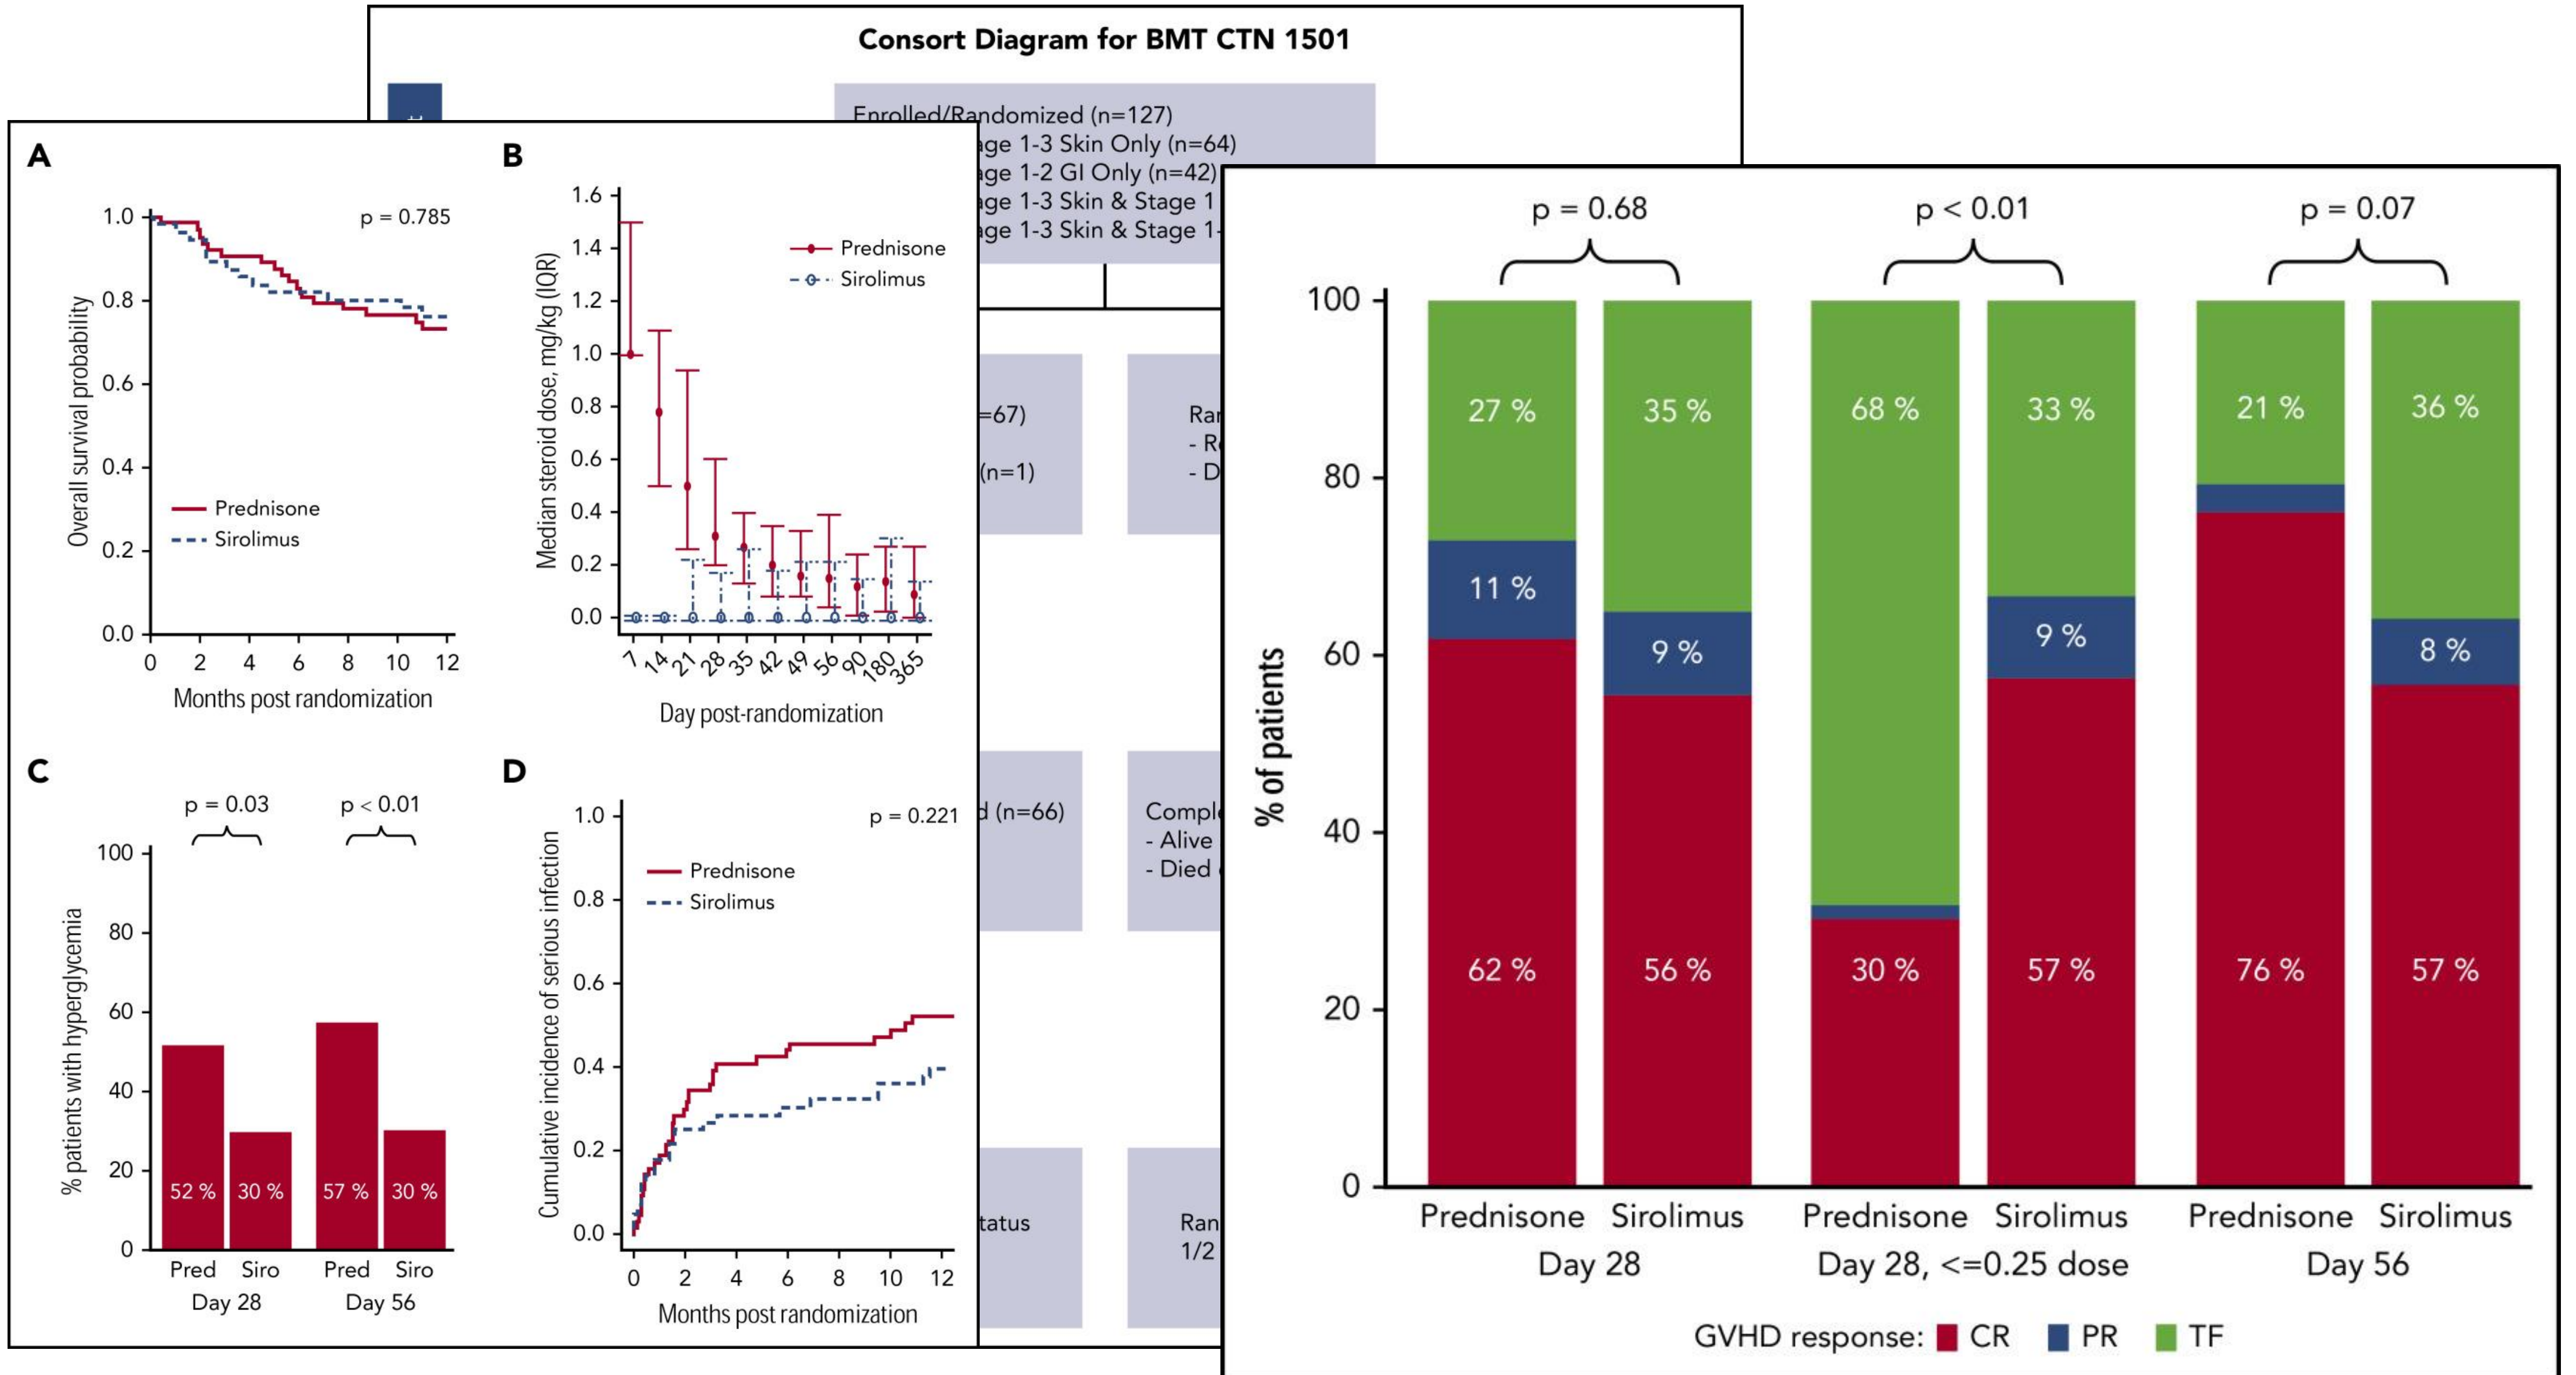 Consort Diagram for BMT CTN 1501
Enrolled/Randomized (n=127)
age 1-3 Skin Only (n=64)
age 1-2 GI Only (n=42)
age 1-3 Skin & Stage 1
age 1-3 Skin & Stage 1-
=67)
(n=1)
Ran
- Re
- D
d (n=66)
Comple
- Alive
- Died
tatus
Ran
1/2
A
Overall survival probability
1.0
0.8
0.6
0.4
0.2
0.0
p = 0.785
Prednisone
Sirolimus
0 2 4 6 8 10 12
Months post randomization
B
Median steroid dose, mg/kg (IQR)
1.6
1.4
1.2
1.0
0.8
0.6
0.4
0.2
0.0
Prednisone
Sirolimus
7 14 21 28 35 42 49 56 90 180 365
Day post-randomization
C
p = 0.03 p < 0.01
% patients with hyperglycemia
100
80
60
40
20
0
52 % 30 % 57 % 30 %
Pred Siro Pred Siro
Day 28 Day 56
D
Cumulative incidence of serious infection
1.0
0.8
0.6
0.4
0.2
0.0
p = 0.221
Prednisone
Sirolimus
0 2 4 6 8 10 12
Months post randomization
p = 0.68 p < 0.01 p = 0.07
% of patients
100
80
60
40
20
0
27 % 35 % 68 % 33 % 21 % 36 %
11 % 9 % 9 % 8 %
62 % 56 % 30 % 57 % 76 % 57 %
Prednisone Sirolimus Prednisone Sirolimus Prednisone Sirolimus
Day 28 Day 28, <=0.25 dose Day 56
GVHD response: CR PR TF